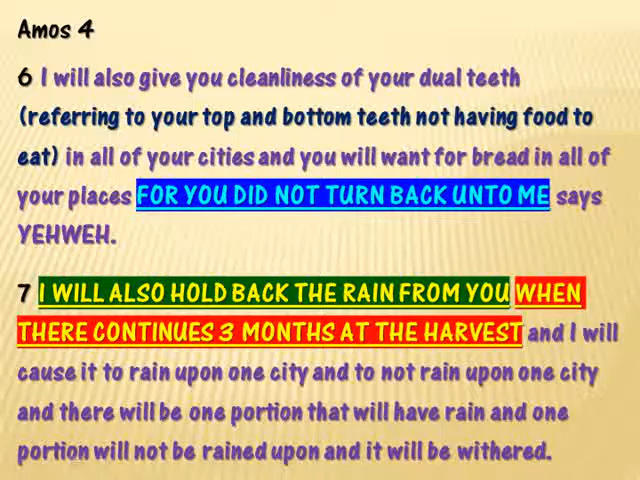 Amos 4
6 I will also give you cleanliness of your dual teeth
(referring to your top and bottom teeth not having food to
eat) in all of your cities and you will want for bread in all of
your places FOR YOU DID NOT TURN BACK UNTO ME says
YEHWEH.
7 I WILL ALSO HOLD BACK THE RAIN FROM YOU WHEN
THERE CONTINUES 3 MONTHS AT THE HARVEST and I will
cause it to rain upon one city and to not rain upon one city
and there will be one portion that will have rain and one
portion will not be rained upon and it will be withered.